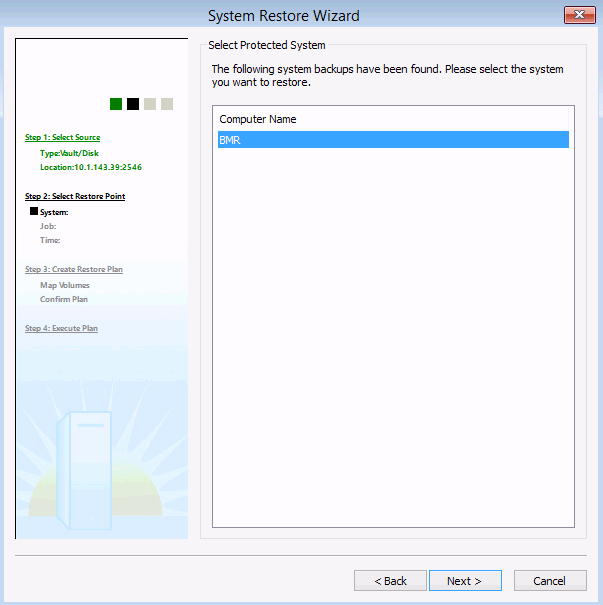 System Restore Wizard
Step 1: Select Source
Type:Vault/Disk
Location:10.1.143.39:2546
Step 2: Select Restore Point
System:
Job:
Time:
Step 3: Create Restore Plan
Map Volumes
Confirm Plan
Step 4: Execute Plan
Select Protected System
The following system backups have been found. Please select the system
you want to restore.
Computer Name
BMR
< Back
Next >
Cancel